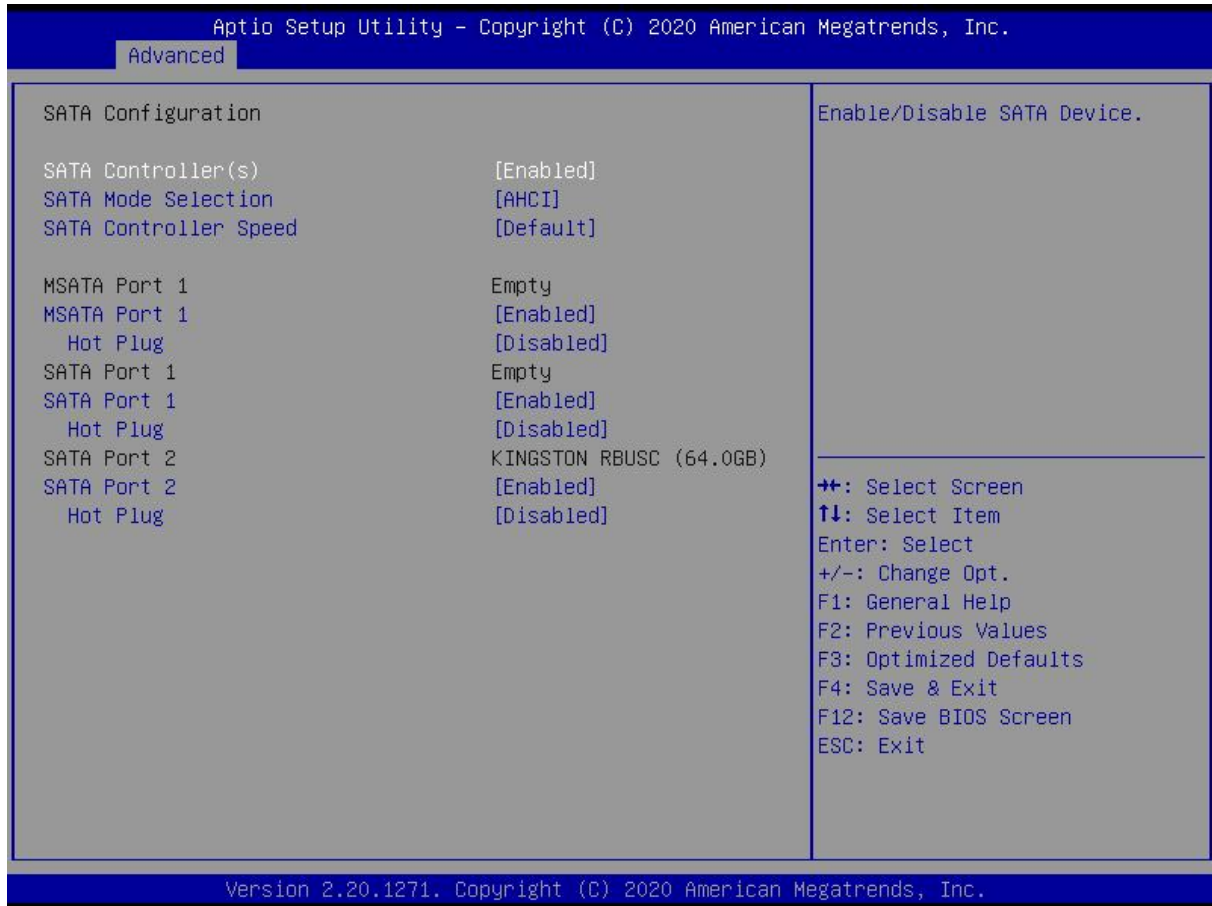 Aptio Setup Utility – Copyright (C) 2020 American Megatrends, Inc.
Advanced
SATA Configuration
SATA Controller(s) [Enabled]
SATA Mode Selection [AHCI]
SATA Controller Speed [Default]
MSATA Port 1 Empty
MSATA Port 1 [Enabled]
Hot Plug [Disabled]
SATA Port 1 Empty
SATA Port 1 [Enabled]
Hot Plug [Disabled]
SATA Port 2 KINGSTON RBUSC (64.0GB)
SATA Port 2 [Enabled]
Hot Plug [Disabled]
Enable/Disable SATA Device.
→←: Select Screen
↑↓: Select Item
Enter: Select
+/-: Change Opt.
F1: General Help
F2: Previous Values
F3: Optimized Defaults
F4: Save & Exit
F12: Save BIOS Screen
ESC: Exit
Version 2.20.1271. Copyright (C) 2020 American Megatrends, Inc.